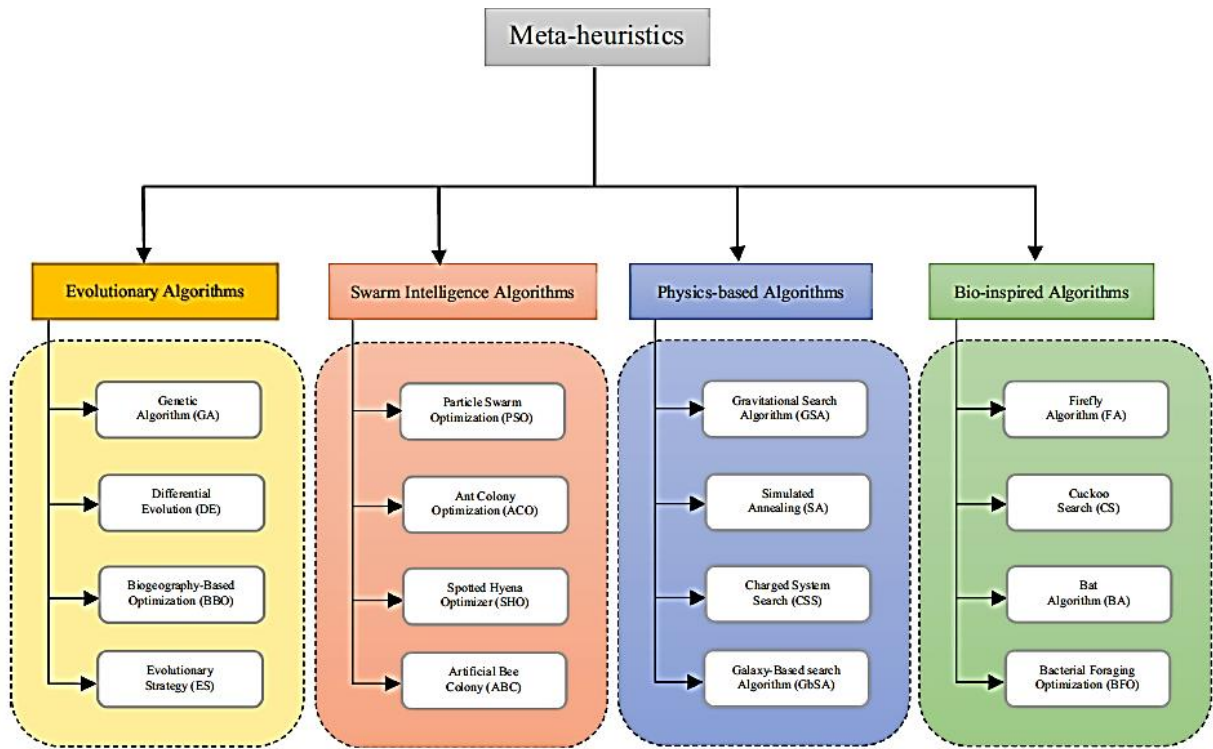 Meta-heuristics
Evolutionary Algorithms
Genetic
Algorithm (GA)
Differential
Evolution (DE)
Biogeography-Based
Optimization (BBO)
Evolutionary
Strategy (ES)
Swarm Intelligence Algorithms
Particle Swarm
Optimization (PSO)
Ant Colony
Optimization (ACO)
Spotted Hyena
Optimizer (SHO)
Artificial Bee
Colony (ABC)
Physics-based Algorithms
Gravitational Search
Algorithm (GSA)
Simulated
Annealing (SA)
Charged System
Search (CSS)
Galaxy-Based search
Algorithm (GbSA)
Bio-inspired Algorithms
Firefly
Algorithm (FA)
Cuckoo
Search (CS)
Bat
Algorithm (BA)
Bacterial Foraging
Optimization (BFO)